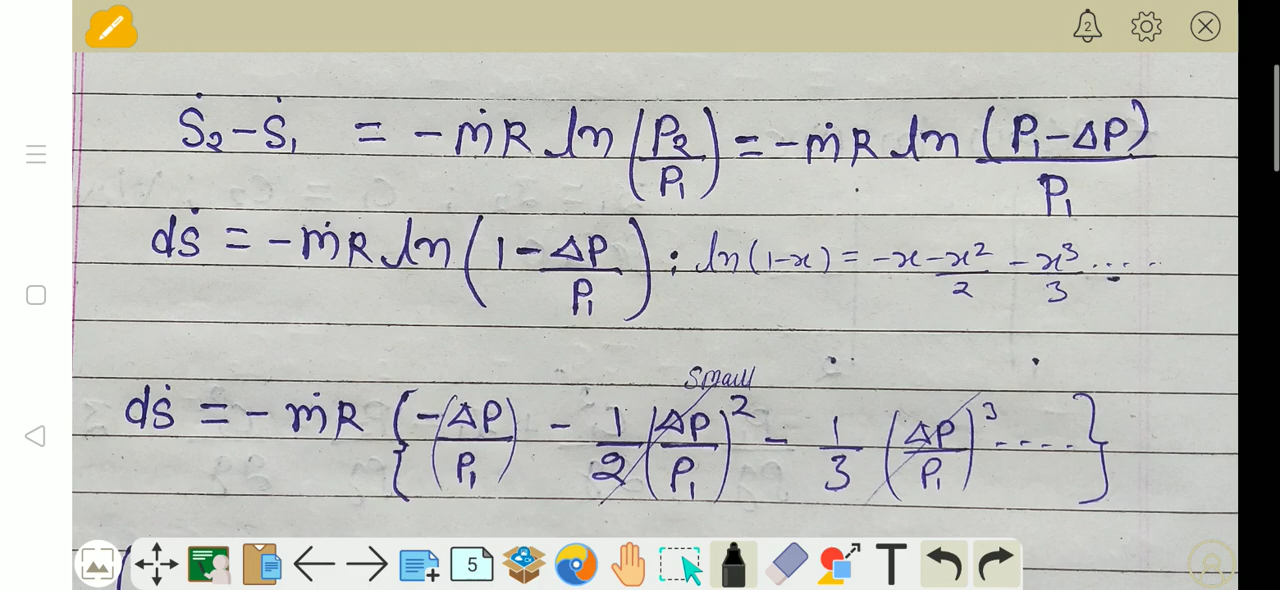 2
Ṡ₂ − Ṡ₁ = −ṁR ln (P₂/P₁) = −ṁR ln (P₁−ΔP)/P₁
dṡ = −ṁR ln (1 − ΔP/P₁) ; ln(1−x) = −x − x²/2 − x³/3 .....
small
dṡ = −ṁR { −(ΔP/P₁) − 1/2 (ΔP/P₁)² − 1/3 (ΔP/P₁)³ ..... }
5 T